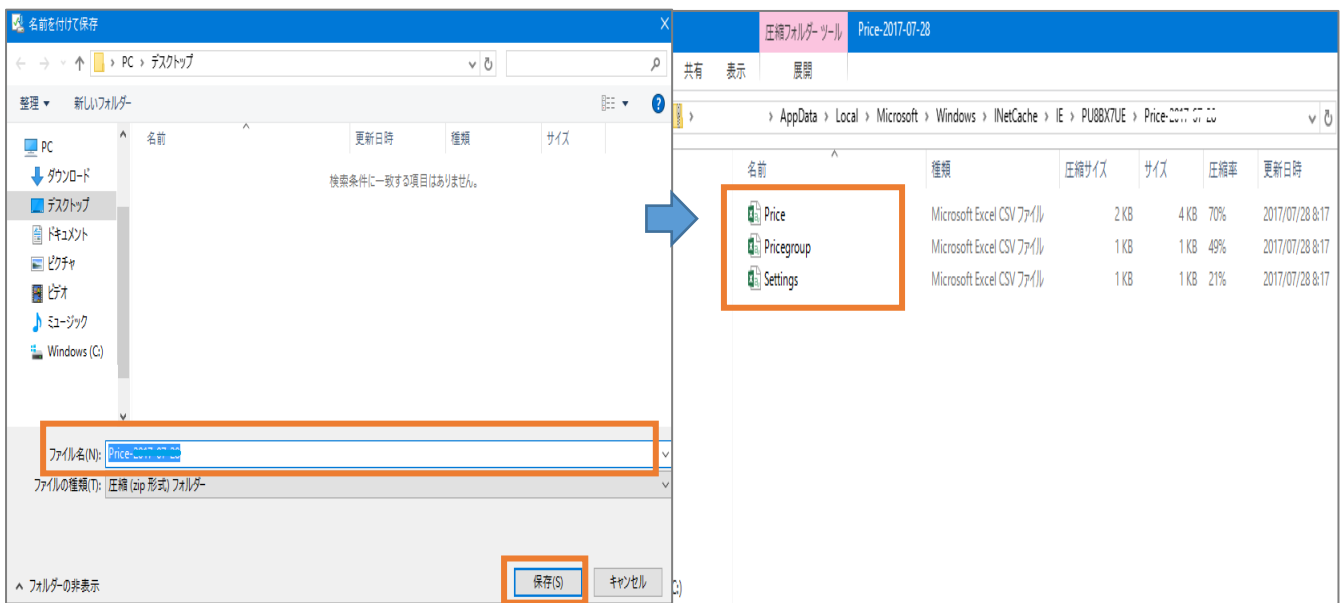 名前を付けて保存
PC › デスクトップ
整理 新しいフォルダー
名前 更新日時 種類 サイズ
検索条件に一致する項目はありません。
PC
ダウンロード
デスクトップ
ドキュメント
ピクチャ
ビデオ
ミュージック
Windows (C:)
ファイル名(N): Price-2017-07-28
ファイルの種類(T): 圧縮 (zip 形式) フォルダー
フォルダーの非表示
保存(S) キャンセル
圧縮フォルダー ツール Price-2017-07-28
共有 表示 展開
› AppData › Local › Microsoft › Windows › INetCache › IE › PU8BX7UE › Price-2017-07-28
名前 種類 圧縮サイズ サイズ 圧縮率 更新日時
Price Microsoft Excel CSV ファイル 2 KB 4 KB 70% 2017/07/28 8:17
Pricegroup Microsoft Excel CSV ファイル 1 KB 1 KB 49% 2017/07/28 8:17
Settings Microsoft Excel CSV ファイル 1 KB 1 KB 21% 2017/07/28 8:17
C:)